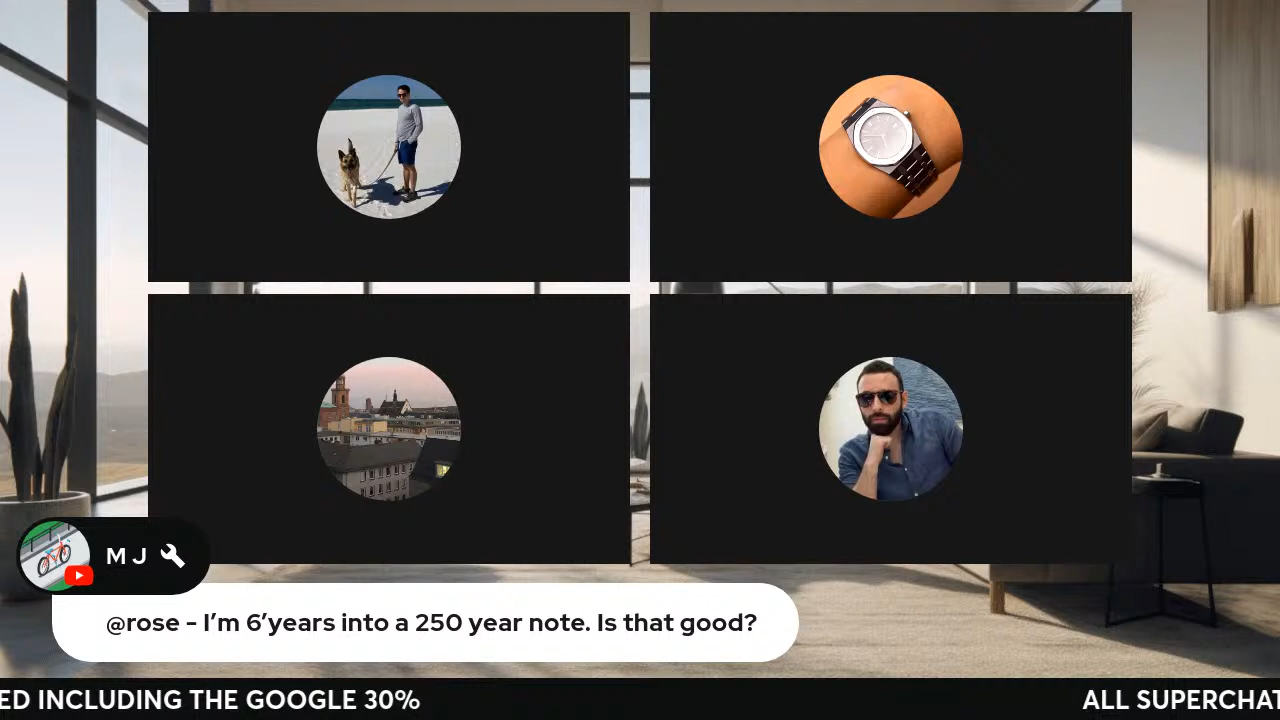 M J
@rose - I’m 6’years into a 250 year note. Is that good?
ED INCLUDING THE GOOGLE 30%
ALL SUPERCHAT